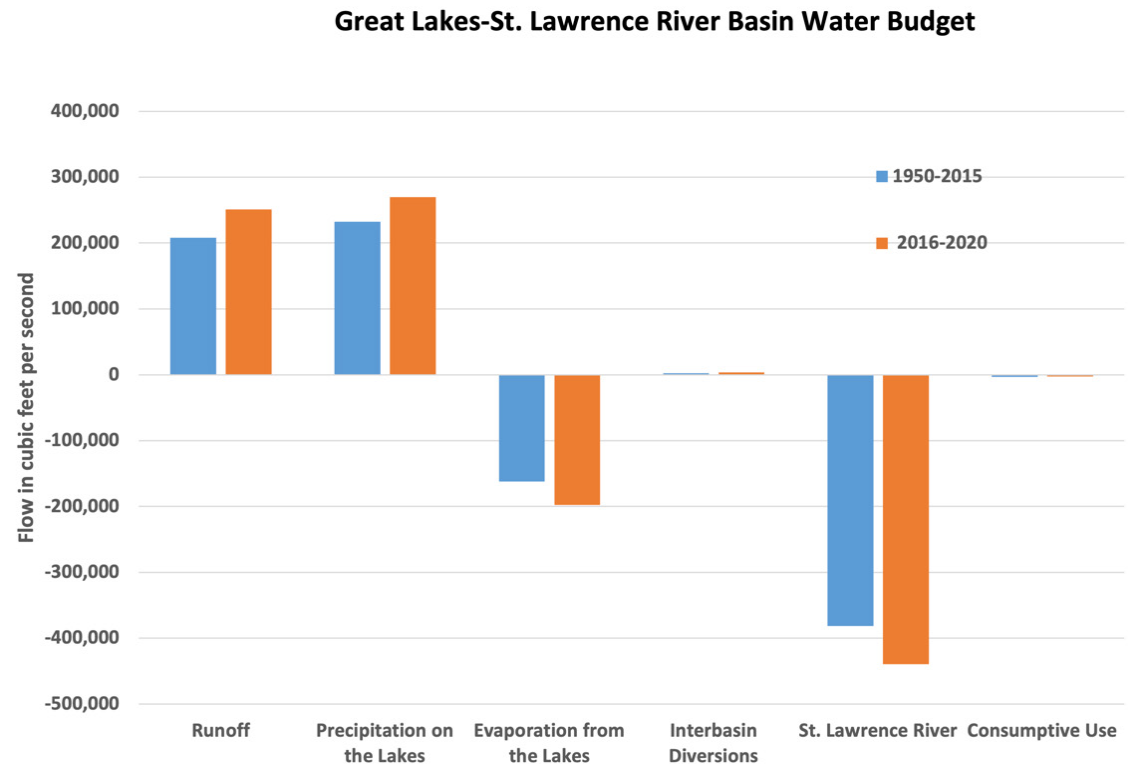 Great Lakes-St. Lawrence River Basin Water Budget
Flow in cubic feet per second
400,000
300,000
200,000
100,000
0
-100,000
-200,000
-300,000
-400,000
-500,000
1950-2015
2016-2020
Runoff
Precipitation on
the Lakes
Evaporation from
the Lakes
Interbasin
Diversions
St. Lawrence River
Consumptive Use